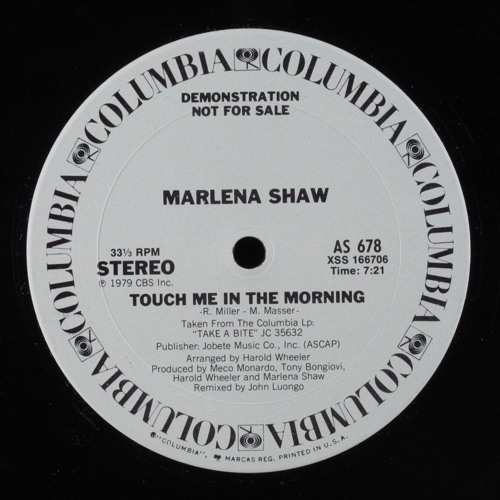 COLUMBIA COLUMBIA COLUMBIA COLUMBIA COLUMBIA COLUMBIA COLUMBIA COLUMBIA
DEMONSTRATION
NOT FOR SALE
MARLENA SHAW
33⅓ RPM
STEREO
℗ 1979 CBS Inc.
AS 678
XSS 166706
Time: 7:21
TOUCH ME IN THE MORNING
-R. Miller - M. Masser-
Taken From The Columbia Lp:
"TAKE A BITE" JC 35632
Publisher: Jobete Music Co., Inc. (ASCAP)
Arranged by Harold Wheeler
Produced by Meco Monardo, Tony Bongiovi,
Harold Wheeler and Marlena Shaw
Remixed by John Luongo
®"COLUMBIA", MARCAS REG. PRINTED IN U.S.A.